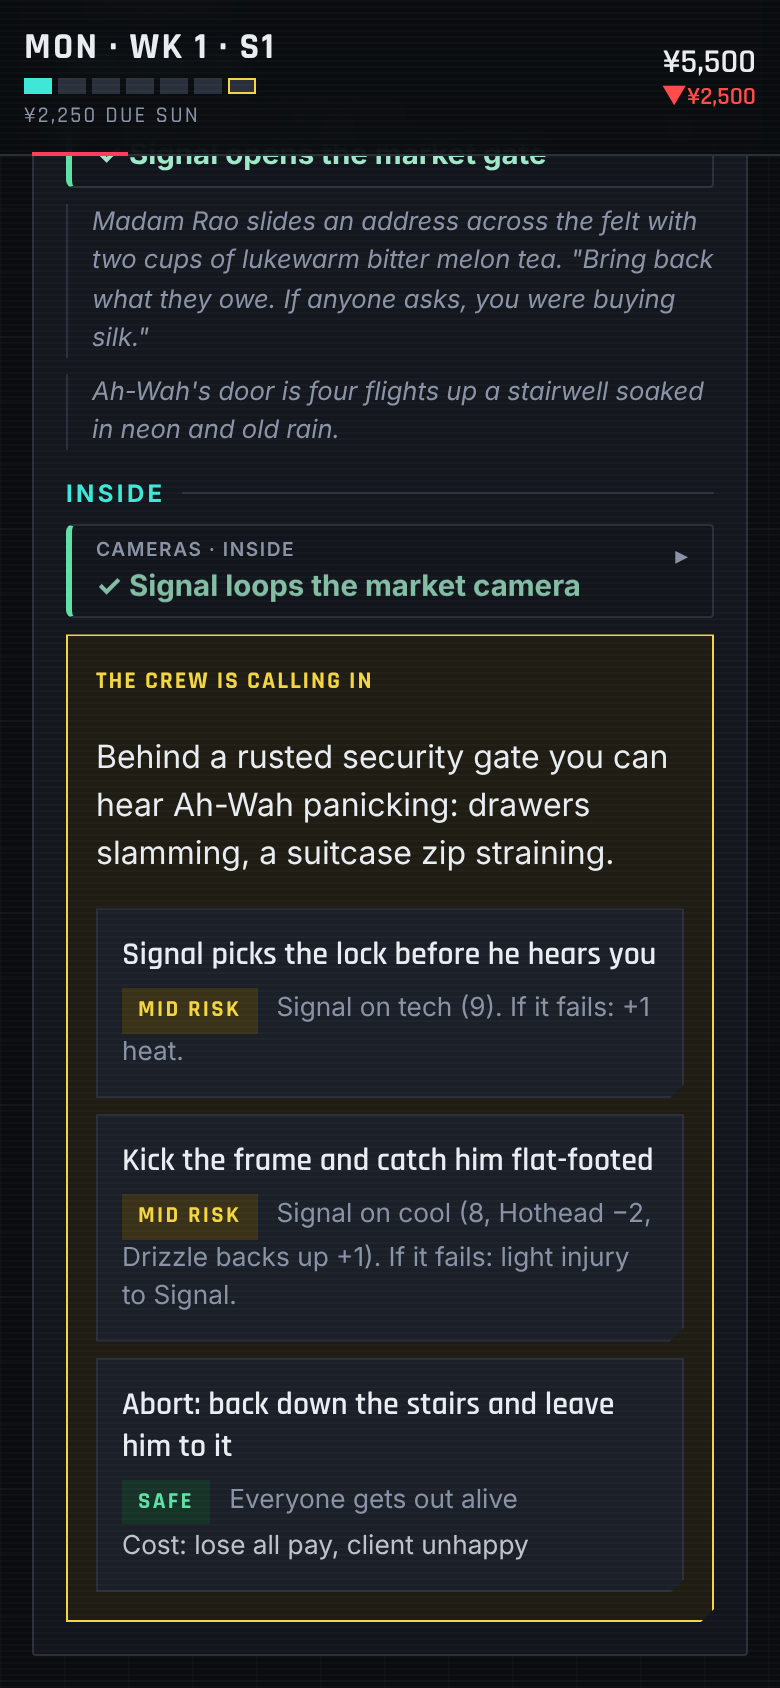 MON · WK 1 · S1
¥5,500
¥2,250 DUE SUN
▼¥2,500
✓ Signal opens the market gate
Madam Rao slides an address across the felt with
two cups of lukewarm bitter melon tea. "Bring back
what they owe. If anyone asks, you were buying
silk."
Ah-Wah's door is four flights up a stairwell soaked
in neon and old rain.
INSIDE
CAMERAS · INSIDE
▶
✓ Signal loops the market camera
THE CREW IS CALLING IN
Behind a rusted security gate you can
hear Ah-Wah panicking: drawers
slamming, a suitcase zip straining.
Signal picks the lock before he hears you
MID RISK Signal on tech (9). If it fails: +1
heat.
Kick the frame and catch him flat-footed
MID RISK Signal on cool (8, Hothead −2,
Drizzle backs up +1). If it fails: light injury
to Signal.
Abort: back down the stairs and leave
him to it
SAFE Everyone gets out alive
Cost: lose all pay, client unhappy